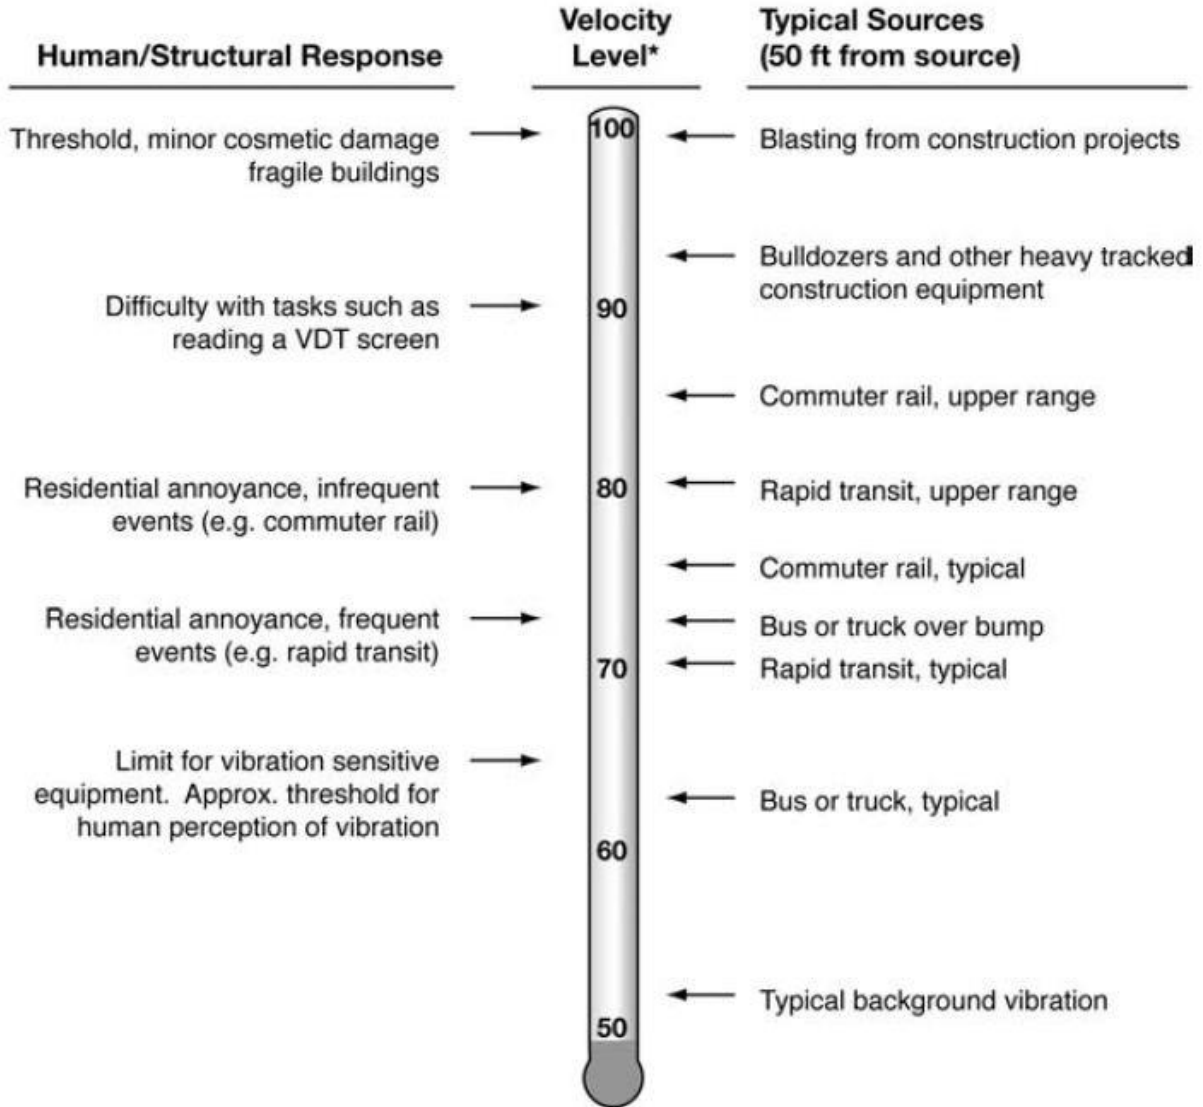 Human/Structural Response
Velocity
Level*
Typical Sources
(50 ft from source)
Threshold, minor cosmetic damage
fragile buildings
100
Blasting from construction projects
Bulldozers and other heavy tracked
construction equipment
Difficulty with tasks such as
reading a VDT screen
90
Commuter rail, upper range
Residential annoyance, infrequent
events (e.g. commuter rail)
80
Rapid transit, upper range
Commuter rail, typical
Residential annoyance, frequent
events (e.g. rapid transit)
Bus or truck over bump
70
Rapid transit, typical
Limit for vibration sensitive
equipment. Approx. threshold for
human perception of vibration
Bus or truck, typical
60
Typical background vibration
50